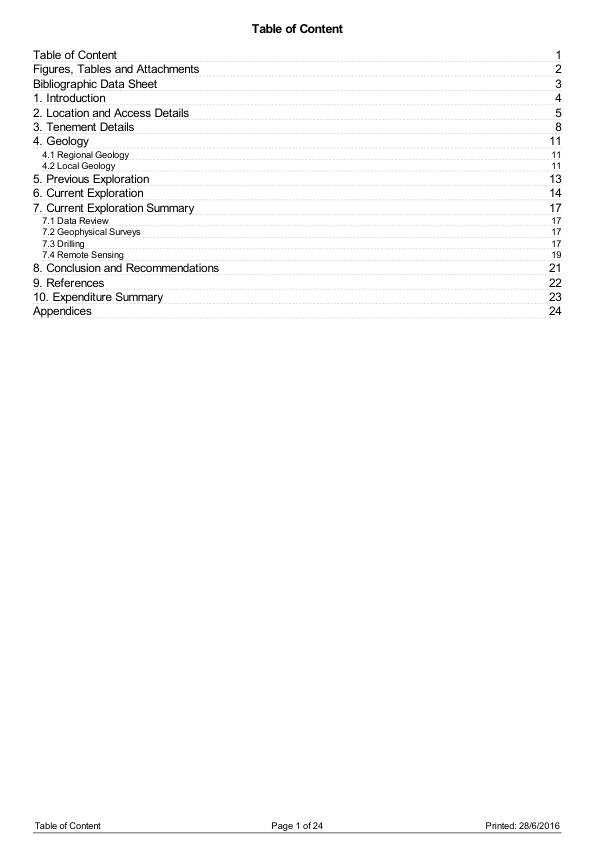 Table of Content
Table of Content 1
Figures, Tables and Attachments 2
Bibliographic Data Sheet 3
1. Introduction 4
2. Location and Access Details 5
3. Tenement Details 8
4. Geology 11
4.1 Regional Geology 11
4.2 Local Geology 11
5. Previous Exploration 13
6. Current Exploration 14
7. Current Exploration Summary 17
7.1 Data Review 17
7.2 Geophysical Surveys 17
7.3 Drilling 17
7.4 Remote Sensing 19
8. Conclusion and Recommendations 21
9. References 22
10. Expenditure Summary 23
Appendices 24
Table of Content Page 1 of 24 Printed: 28/6/2016